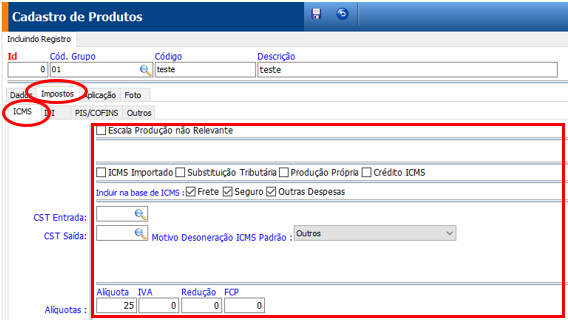 Cadastro de Produtos
Incluindo Registro
Id Cód. Grupo Código Descrição
0 01 teste teste
Dados Impostos Aplicação Foto
ICMS IPI PIS/COFINS Outros
Escala Produção não Relevante
ICMS Importado Substituição Tributária Produção Própria Crédito ICMS
Incluir na base de ICMS : Frete Seguro Outras Despesas
CST Entrada:
CST Saída: Motivo Desoneração ICMS Padrão : Outros
Alíquota IVA Redução FCP
Alíquotas : 25 0 0 0